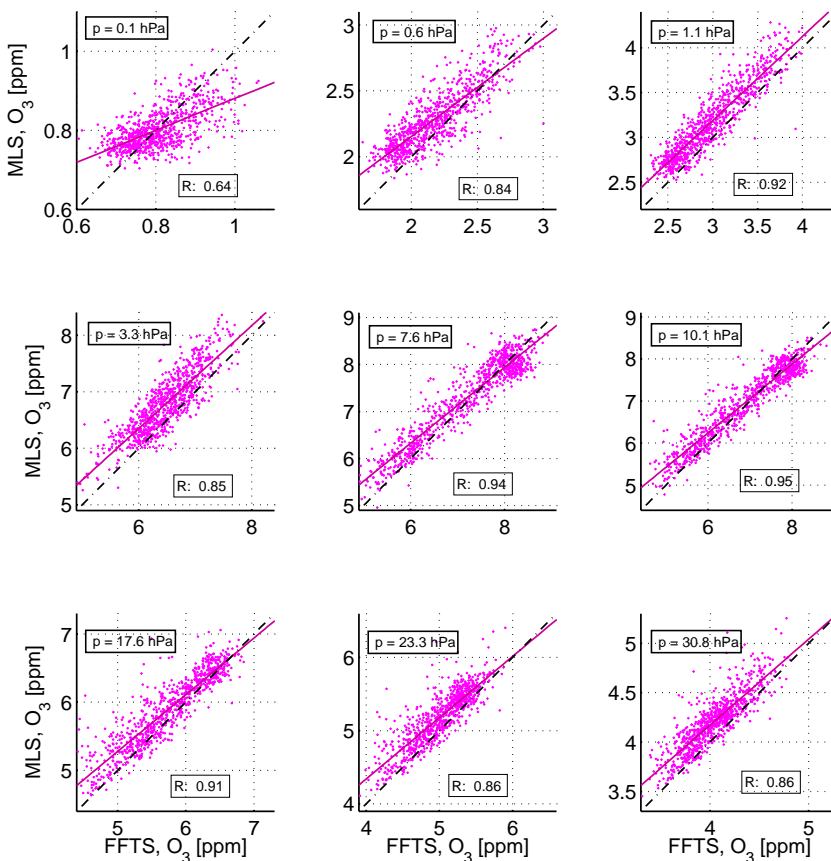 p = 0.1 hPa
MLS, O3 [ppm]
1
0.8
0.6
R: 0.64
0.6 0.8 1
p = 0.6 hPa
3
2.5
2
R: 0.84
2 2.5 3
p = 1.1 hPa
4
3.5
3
2.5
R: 0.92
2.5 3 3.5 4
p = 3.3 hPa
MLS, O3 [ppm]
8
7
6
5
R: 0.85
6 8
p = 7.6 hPa
9
8
7
6
5
R: 0.94
6 8
p = 10.1 hPa
9
8
7
6
5
R: 0.95
6 8
p = 17.6 hPa
MLS, O3 [ppm]
7
6
5
R: 0.91
5 6 7
FFTS, O3 [ppm]
p = 23.3 hPa
6
5
4
R: 0.86
4 5 6
FFTS, O3 [ppm]
p = 30.8 hPa
5
4.5
4
3.5
R: 0.86
4 5
FFTS, O3 [ppm]